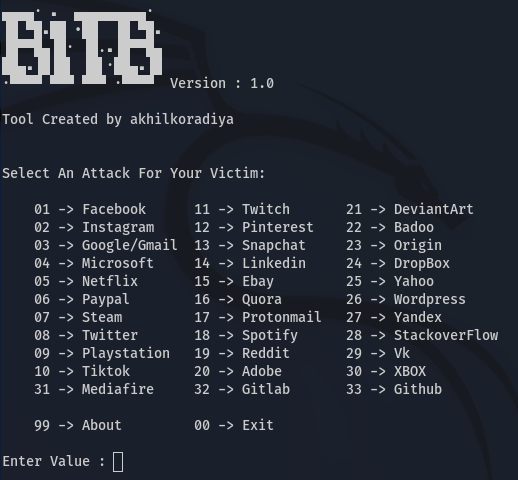 BiTB
Version : 1.0
Tool Created by akhilkoradiya
Select An Attack For Your Victim:
01 -> Facebook 11 -> Twitch 21 -> DeviantArt
02 -> Instagram 12 -> Pinterest 22 -> Badoo
03 -> Google/Gmail 13 -> Snapchat 23 -> Origin
04 -> Microsoft 14 -> Linkedin 24 -> DropBox
05 -> Netflix 15 -> Ebay 25 -> Yahoo
06 -> Paypal 16 -> Quora 26 -> Wordpress
07 -> Steam 17 -> Protonmail 27 -> Yandex
08 -> Twitter 18 -> Spotify 28 -> StackoverFlow
09 -> Playstation 19 -> Reddit 29 -> Vk
10 -> Tiktok 20 -> Adobe 30 -> XBOX
31 -> Mediafire 32 -> Gitlab 33 -> Github
99 -> About 00 -> Exit
Enter Value :